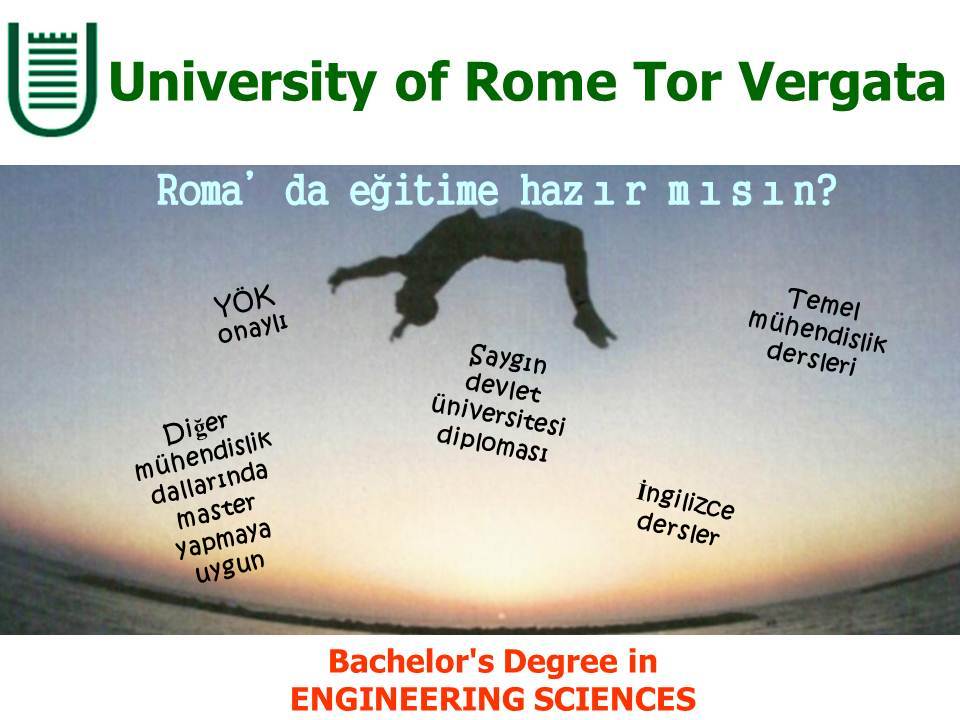 University of Rome Tor Vergata
Roma’ da eğitime hazır mısın?
YÖK
onaylı
Temel
mühendislik
dersleri
Saygın
devlet
üniversitesi
diploması
Diğer
mühendislik
dallarında
master
yapmaya
uygun
İngilizce
dersler
Bachelor's Degree in
ENGINEERING SCIENCES